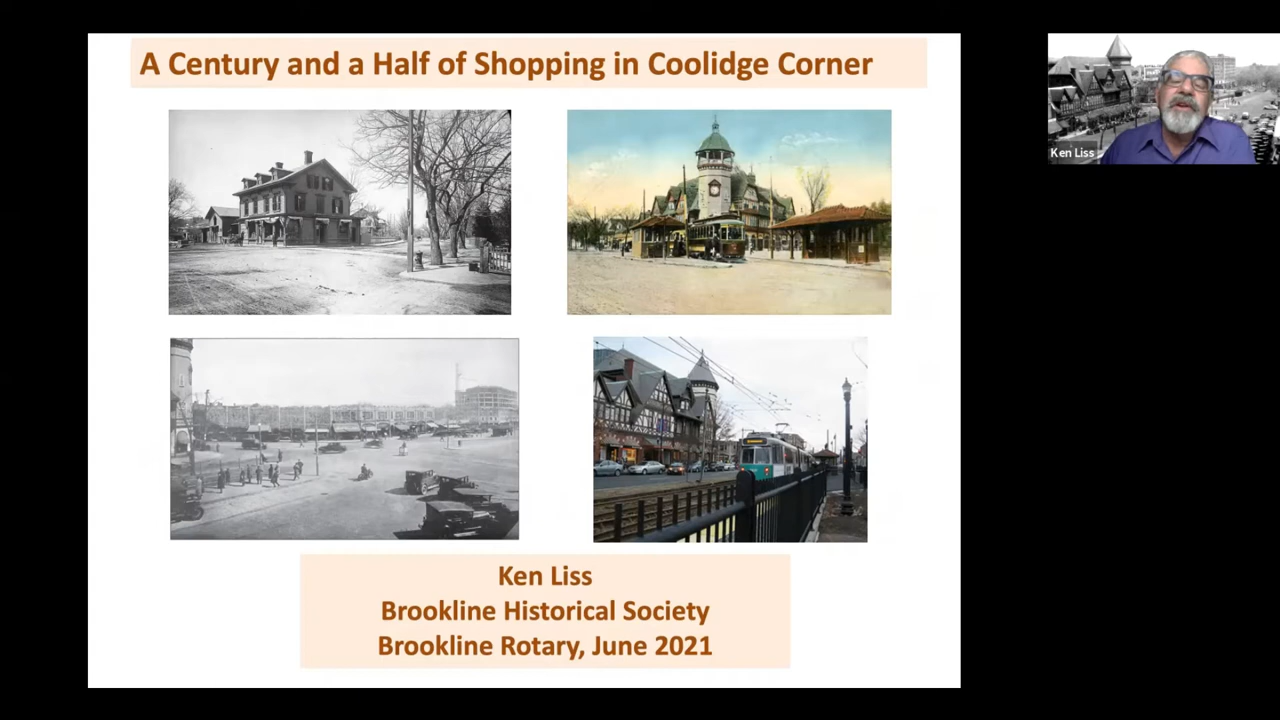 A Century and a Half of Shopping in Coolidge Corner
Ken Liss
Ken Liss
Brookline Historical Society
Brookline Rotary, June 2021